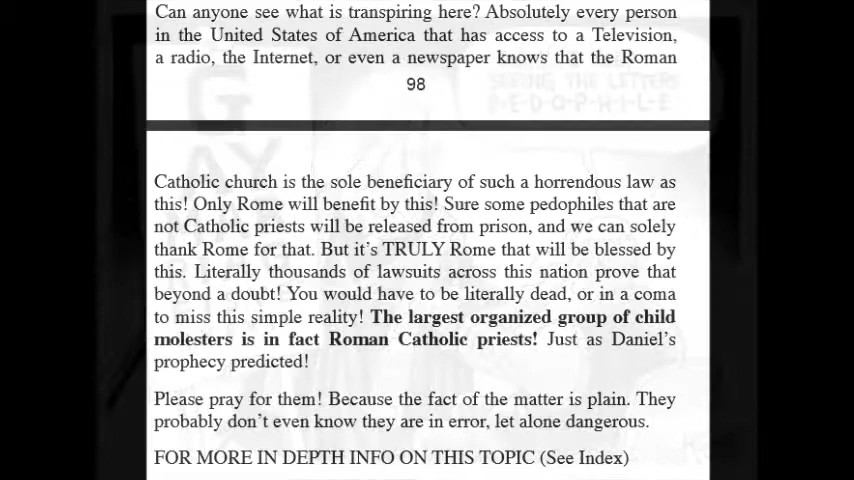 Can anyone see what is transpiring here? Absolutely every person
in the United States of America that has access to a Television,
a radio, the Internet, or even a newspaper knows that the Roman
SEEING THE LETTERS
P-E-D-O-P-H-I-L-E
98
G
AY
Catholic church is the sole beneficiary of such a horrendous law as
this! Only Rome will benefit by this! Sure some pedophiles that are
not Catholic priests will be released from prison, and we can solely
thank Rome for that. But it's TRULY Rome that will be blessed by
this. Literally thousands of lawsuits across this nation prove that
beyond a doubt! You would have to be literally dead, or in a coma
to miss this simple reality! The largest organized group of child
molesters is in fact Roman Catholic priests! Just as Daniel's
prophecy predicted!
Please pray for them! Because the fact of the matter is plain. They
probably don't even know they are in error, let alone dangerous.
FOR MORE IN DEPTH INFO ON THIS TOPIC (See Index)